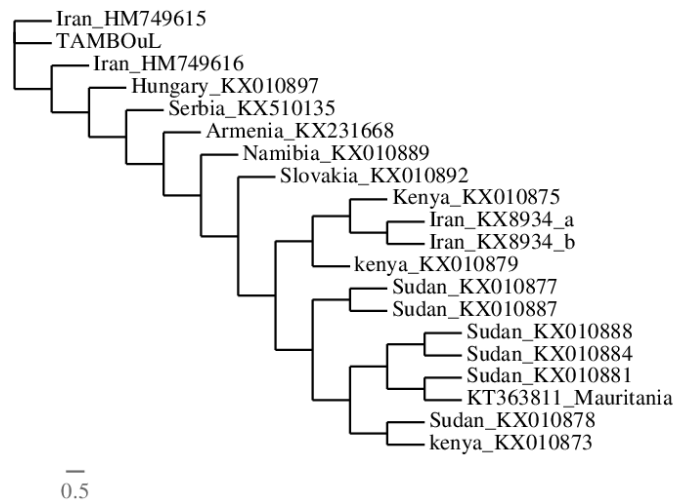 Iran_HM749615
TAMBOuL
Iran_HM749616
Hungary_KX010897
Serbia_KX510135
Armenia_KX231668
Namibia_KX010889
Slovakia_KX010892
Kenya_KX010875
Iran_KX8934_a
Iran_KX8934_b
kenya_KX010879
Sudan_KX010877
Sudan_KX010887
Sudan_KX010888
Sudan_KX010884
Sudan_KX010881
KT363811_Mauritania
Sudan_KX010878
kenya_KX010873
0.5